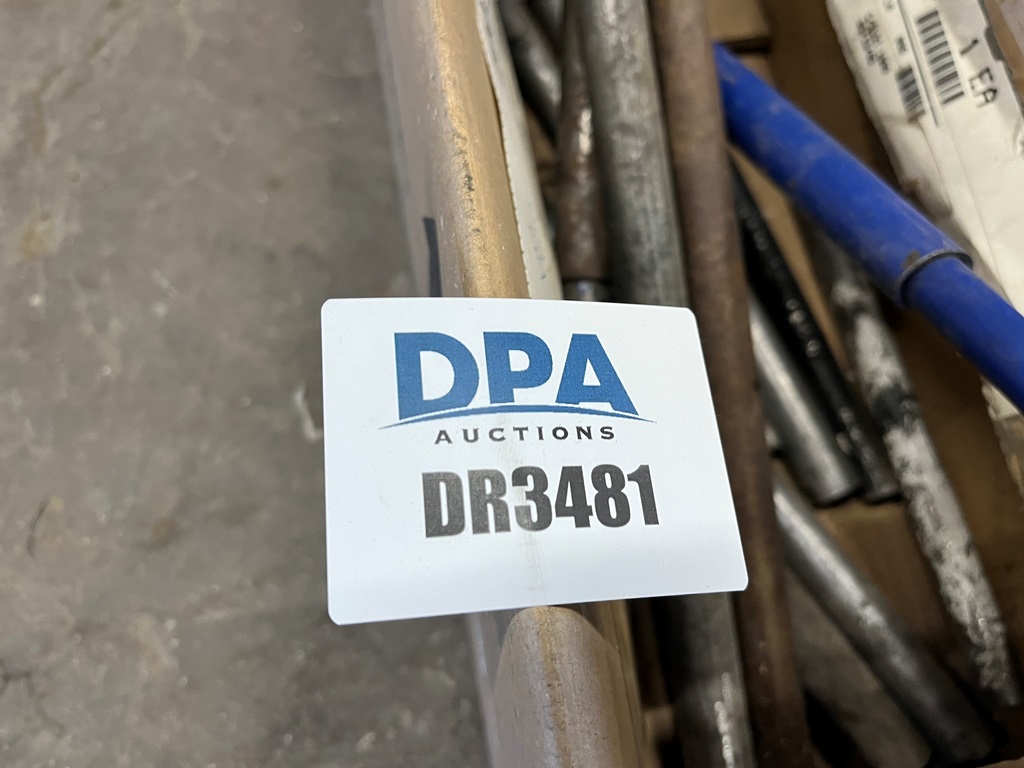 DPA
AUCTIONS
DR3481
1 EA